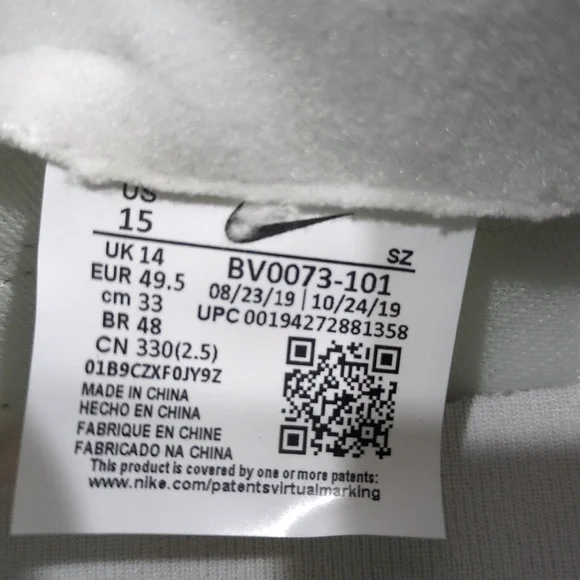 US
15
UK 14
EUR 49.5
cm 33
BR 48
CN 330(2.5)
01B9CZXF0JY9Z
SZ
BV0073-101
08/23/19 | 10/24/19
UPC 00194272881358
MADE IN CHINA
HECHO EN CHINA
FABRIQUE EN CHINE
FABRICADO NA CHINA
This product is covered by one or more patents:
www.nike.com/patentsvirtualmarking